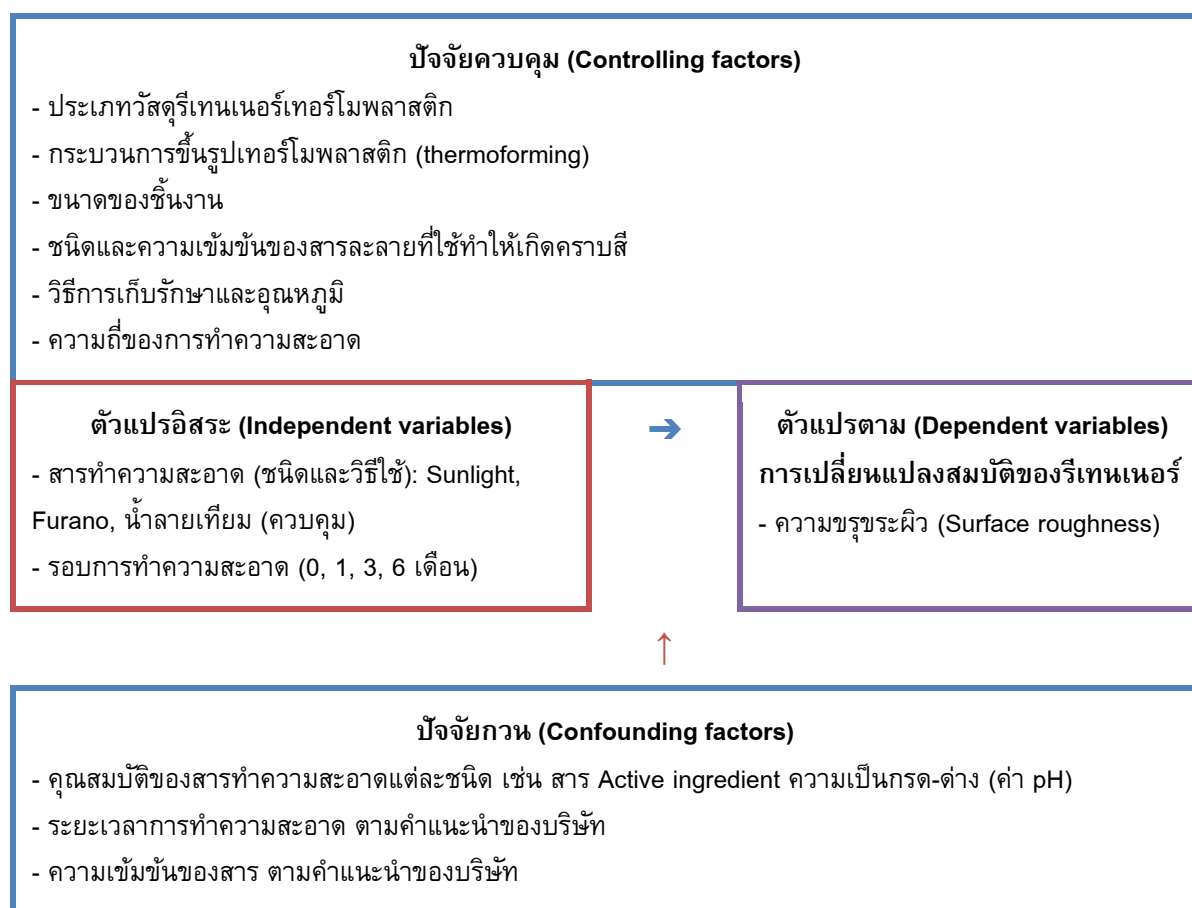 ปัจจัยควบคุม (Controlling factors)
- ประเภทวัสดุรีเทนเนอร์เทอร์โมพลาสติก
- กระบวนการขึ้นรูปเทอร์โมพลาสติก (thermoforming)
- ขนาดของชิ้นงาน
- ชนิดและความเข้มข้นของสารละลายที่ใช้ทำให้เกิดคราบสี
- วิธีการเก็บรักษาและอุณหภูมิ
- ความถี่ของการทำความสะอาด
ตัวแปรอิสระ (Independent variables)
- สารทำความสะอาด (ชนิดและวิธีใช้): Sunlight,
Furano, น้ำลายเทียม (ควบคุม)
- รอบการทำความสะอาด (0, 1, 3, 6 เดือน)
➔
ตัวแปรตาม (Dependent variables)
การเปลี่ยนแปลงสมบัติของรีเทนเนอร์
- ความขรุขระผิว (Surface roughness)
↑
ปัจจัยกวน (Confounding factors)
- คุณสมบัติของสารทำความสะอาดแต่ละชนิด เช่น สาร Active ingredient ความเป็นกรด-ด่าง (ค่า pH)
- ระยะเวลาการทำความสะอาด ตามคำแนะนำของบริษัท
- ความเข้มข้นของสาร ตามคำแนะนำของบริษัท